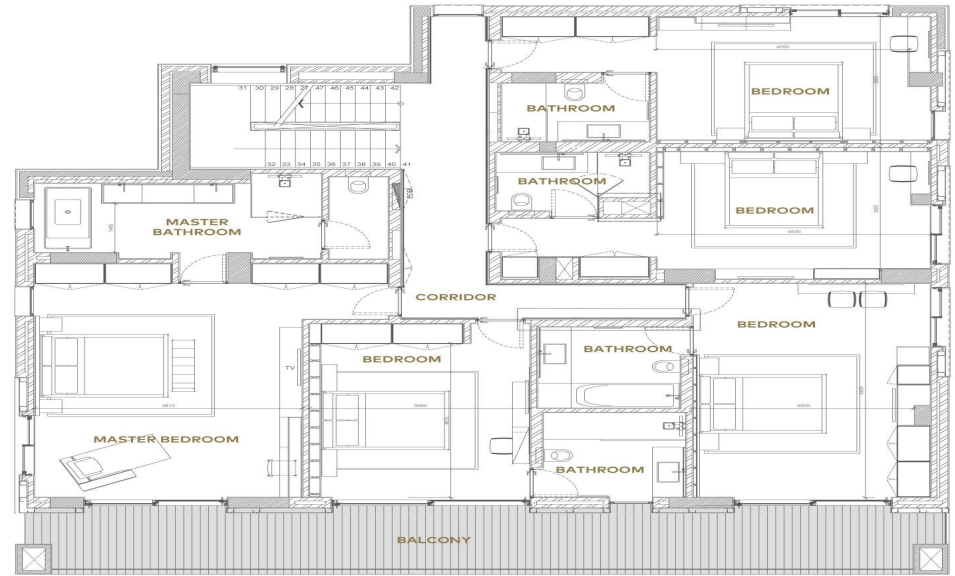 BEDROOM
BATHROOM
31 30 29 28 27 47 46 45 44 43 42
BATHROOM
32 33 34 35 36 37 38 39 40 41
BEDROOM
MASTER
BATHROOM
CORRIDOR
BEDROOM
BATHROOM
BEDROOM
TV
MASTER BEDROOM
BATHROOM
BALCONY